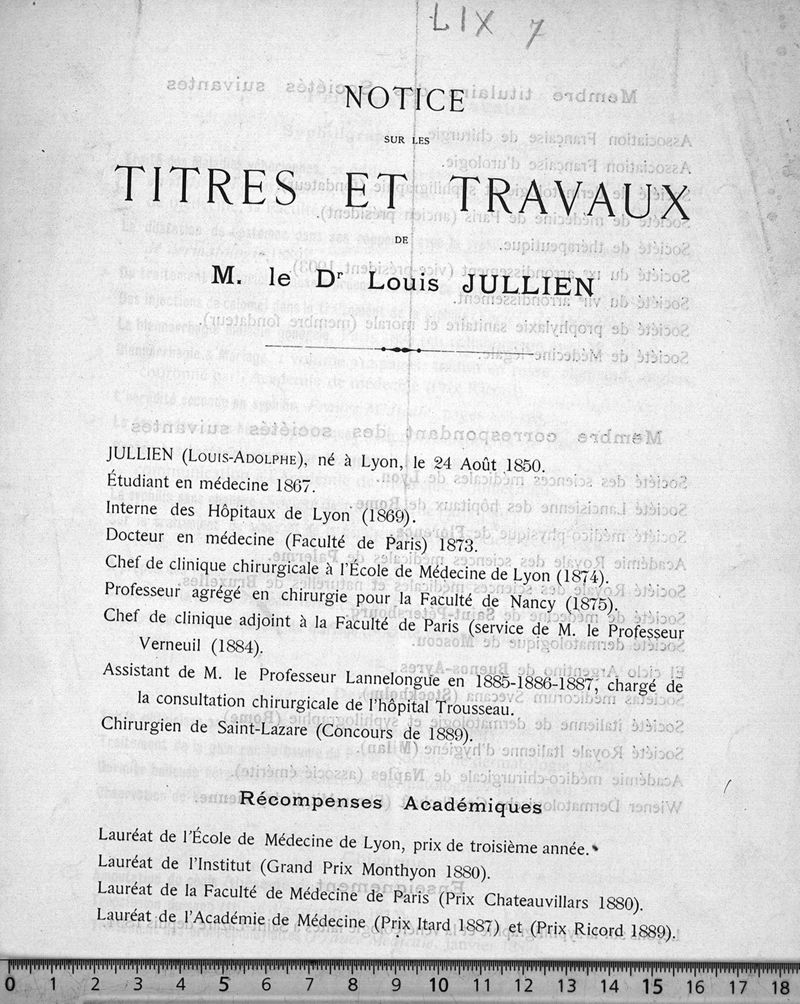 LIX 7
NOTICE
SUR LES
TITRES ET TRAVAUX
DE
M. le Dr Louis JULLIEN
JULLIEN (Louis-Adolphe), né à Lyon, le 24 Août 1850.
Étudiant en médecine 1867.
Interne des Hôpitaux de Lyon (1869).
Docteur en médecine (Faculté de Paris) 1873.
Chef de clinique chirurgicale à l'École de Médecine de Lyon (1874).
Professeur agrégé en chirurgie pour la Faculté de Nancy (1875).
Chef de clinique adjoint à la Faculté de Paris (service de M. le Professeur
Verneuil (1884).
Assistant de M. le Professeur Lannelongue en 1885-1886-1887, chargé de
la consultation chirurgicale de l'hôpital Trousseau.
Chirurgien de Saint-Lazare (Concours de 1889).
Récompenses Académiques
Lauréat de l'École de Médecine de Lyon, prix de troisième année.
Lauréat de l'Institut (Grand Prix Monthyon 1880).
Lauréat de la Faculté de Médecine de Paris (Prix Chateauvillars 1880).
Lauréat de l'Académie de Médecine (Prix Itard 1887) et (Prix Ricord 1889).
0 1 2 3 4 5 6 7 8 9 10 11 12 13 14 15 16 17 18